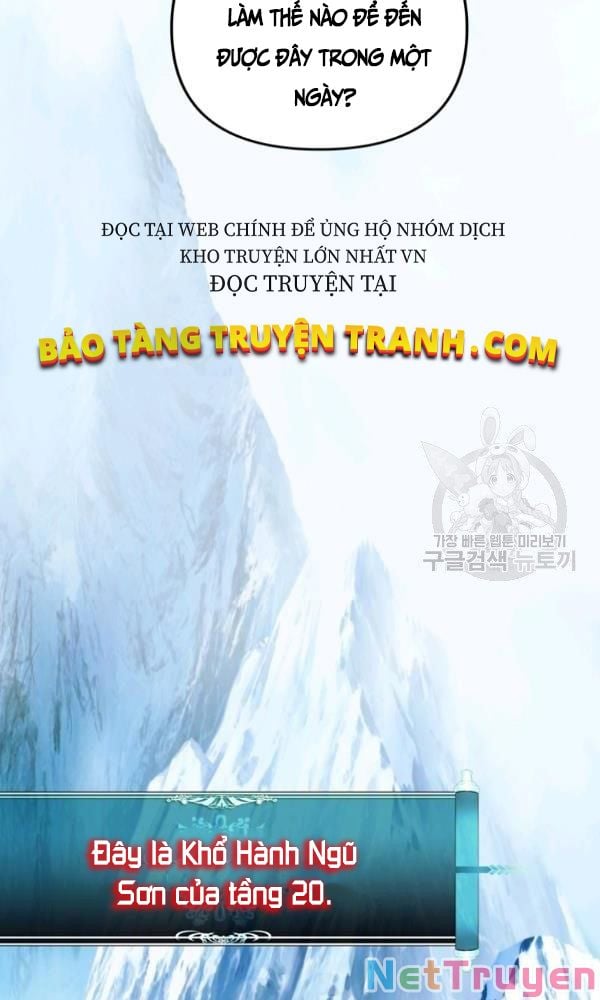 LÀM THẾ NÀO ĐỂ ĐẾN
ĐƯỢC ĐÂY TRONG MỘT
NGÀY?
ĐỌC TẠI WEB CHÍNH ĐỂ ỦNG HỘ NHÓM DỊCH
KHO TRUYỆN LỚN NHẤT VN
ĐỌC TRUYỆN TẠI
BẢO TÀNG TRUYỆN TRANH.COM
가장 빠른 웹툰 미리보기
구글검색 뉴토끼
Đây là Khổ Hành Ngũ
Sơn của tầng 20.
NetTruyen